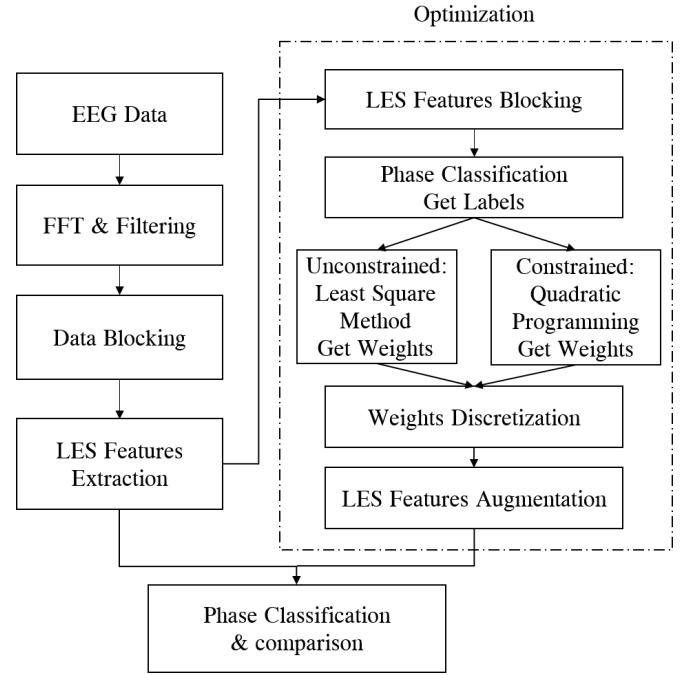 Optimization
EEG Data
FFT & Filtering
Data Blocking
LES Features
Extraction
LES Features Blocking
Phase Classification
Get Labels
Unconstrained:
Least Square
Method
Get Weights
Constrained:
Quadratic
Programming
Get Weights
Weights Discretization
LES Features Augmentation
Phase Classification
& comparison